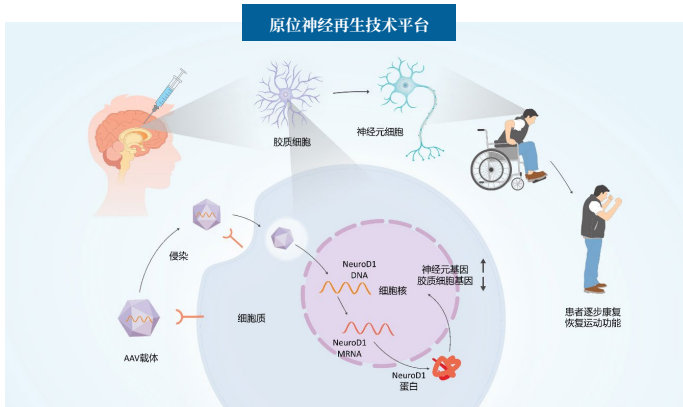 原位神经再生技术平台
胶质细胞
神经元细胞
侵染
AAV载体
细胞质
NeuroD1
DNA
细胞核
神经元基因
胶质细胞基因
NeuroD1
MRNA
NeuroD1
蛋白
患者逐步康复
恢复运动功能